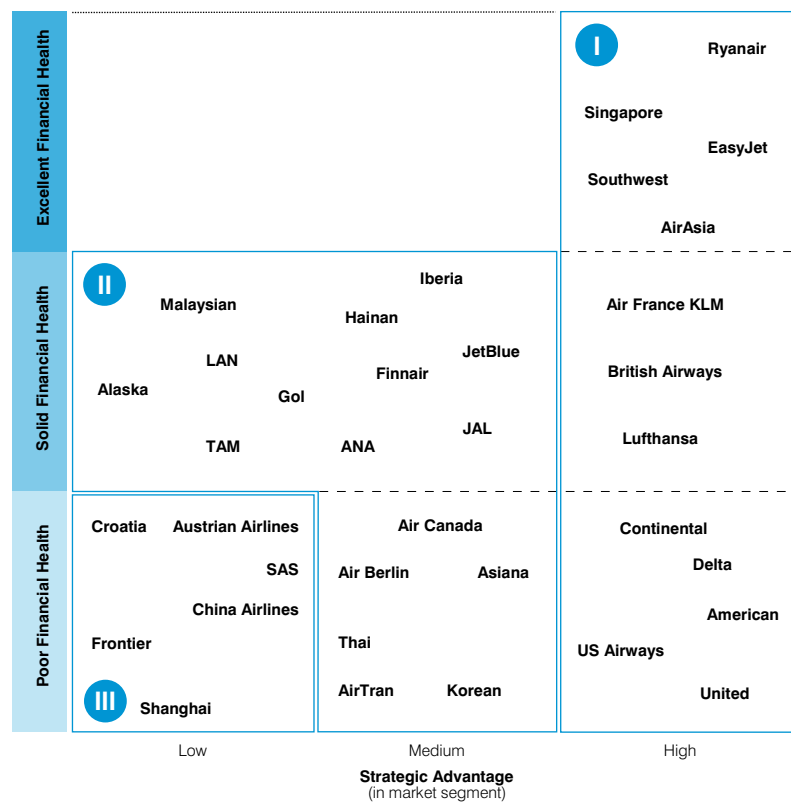 Excellent Financial Health
I
Ryanair
Singapore
EasyJet
Southwest
AirAsia
Solid Financial Health
II
Iberia
Malaysian
Hainan
Air France KLM
LAN
JetBlue
Finnair
British Airways
Alaska
Gol
JAL
TAM
ANA
Lufthansa
Poor Financial Health
Croatia
Austrian Airlines
Air Canada
Continental
SAS
Air Berlin
Asiana
Delta
China Airlines
American
Frontier
Thai
US Airways
III
Shanghai
AirTran
Korean
United
Low
Medium
High
Strategic Advantage
(in market segment)